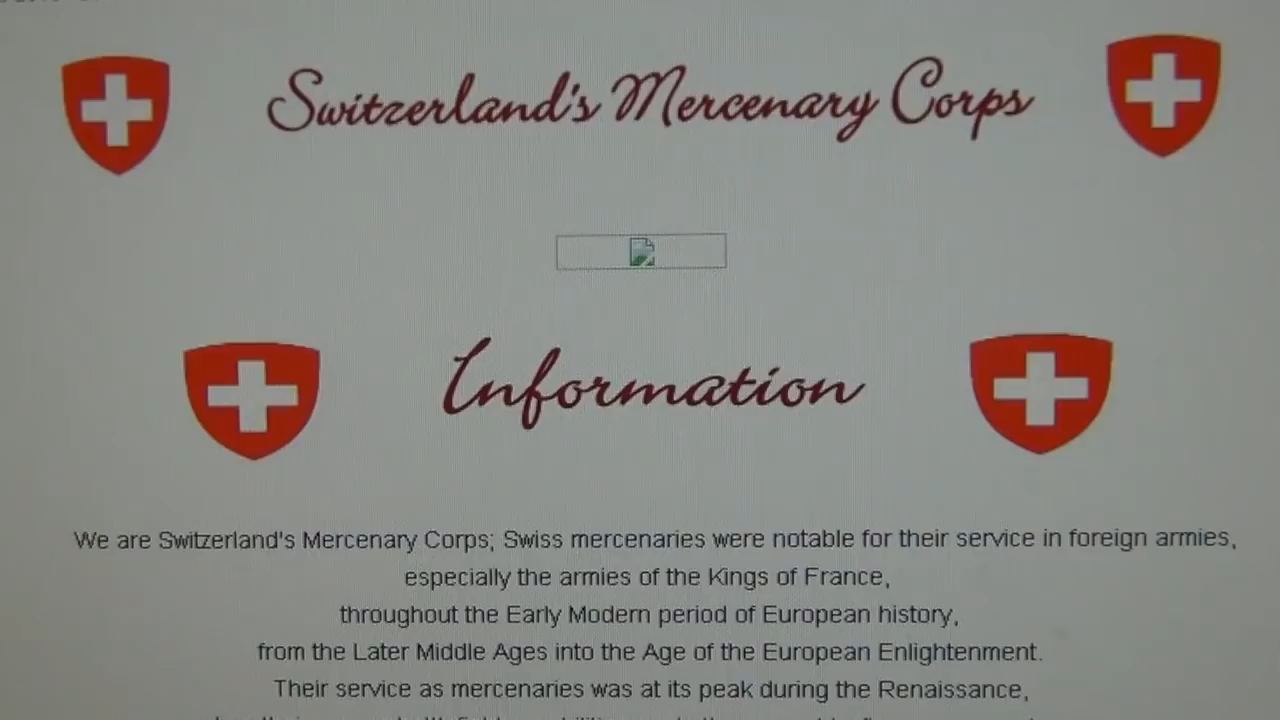 Switzerland's Mercenary Corps
Information
We are Switzerland's Mercenary Corps; Swiss mercenaries were notable for their service in foreign armies,
especially the armies of the Kings of France,
throughout the Early Modern period of European history,
from the Later Middle Ages into the Age of the European Enlightenment.
Their service as mercenaries was at its peak during the Renaissance,